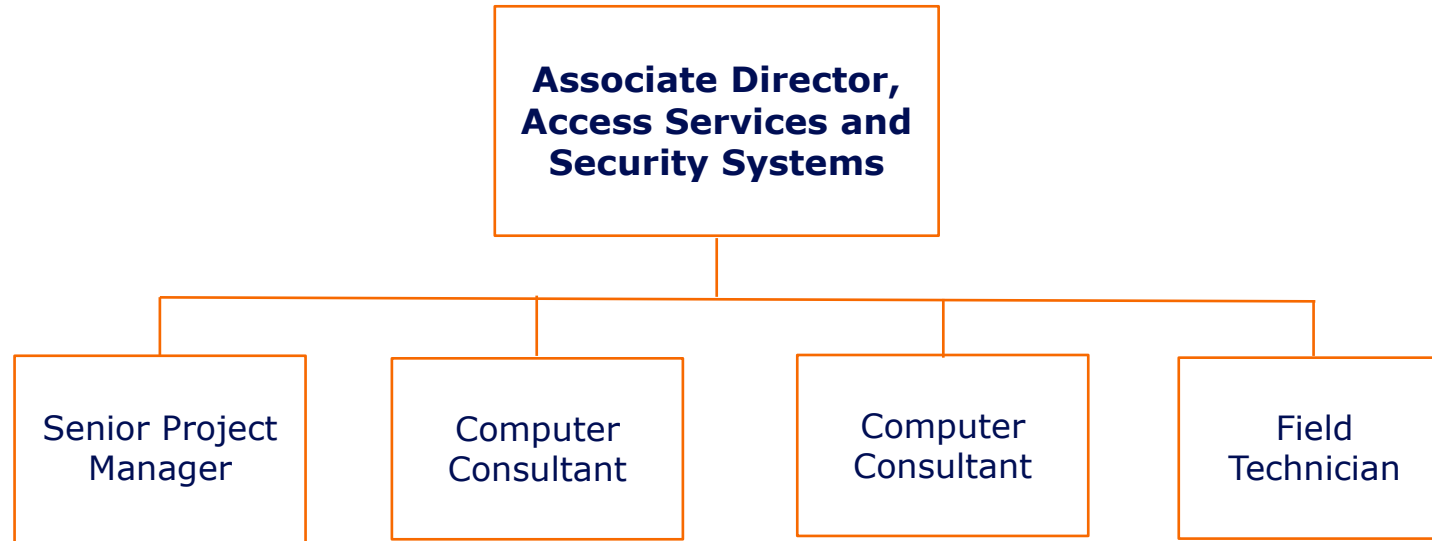 Associate Director,
Access Services and
Security Systems
Senior Project
Manager
Computer
Consultant
Computer
Consultant
Field
Technician